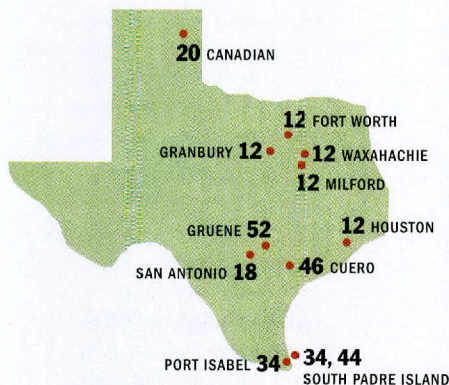 20 CANADIAN
12 FORT WORTH
GRANBURY 12
12 WAXAHACHIE
12 MILFORD
GRUENE 52
12 HOUSTON
SAN ANTONIO 18
46 CUERO
PORT ISABEL 34
34, 44
SOUTH PADRE ISLAND